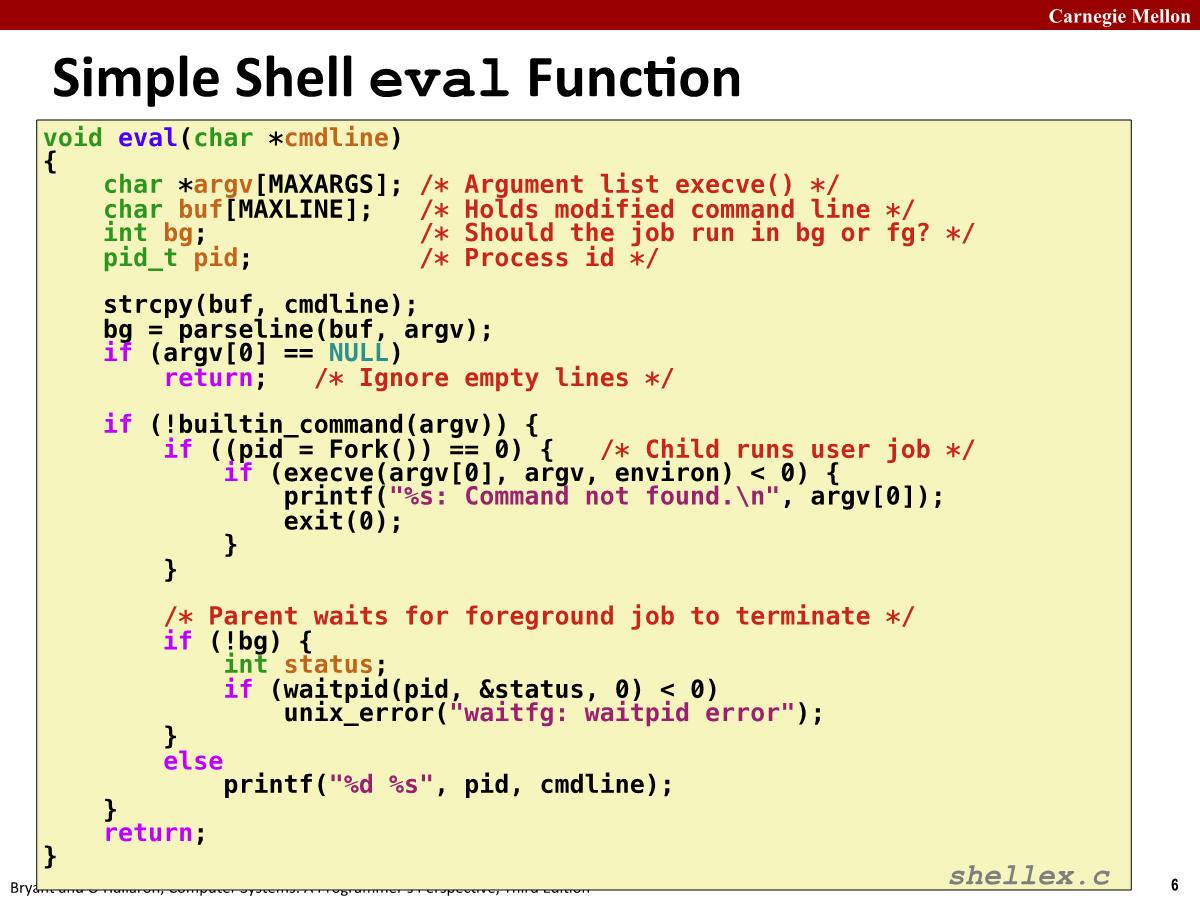 Carnegie Mellon
Simple Shell eval Function
void eval(char *cmdline)
{
    char *argv[MAXARGS]; /* Argument list execve() */
    char buf[MAXLINE];   /* Holds modified command line */
    int bg;              /* Should the job run in bg or fg? */
    pid_t pid;           /* Process id */

    strcpy(buf, cmdline);
    bg = parseline(buf, argv);
    if (argv[0] == NULL)
        return;   /* Ignore empty lines */

    if (!builtin_command(argv)) {
        if ((pid = Fork()) == 0) {   /* Child runs user job */
            if (execve(argv[0], argv, environ) < 0) {
                printf("%s: Command not found.\n", argv[0]);
                exit(0);
            }
        }

        /* Parent waits for foreground job to terminate */
        if (!bg) {
            int status;
            if (waitpid(pid, &status, 0) < 0)
                unix_error("waitfg: waitpid error");
        }
        else
            printf("%d %s", pid, cmdline);
    }
    return;
}
shellex.c
Bryant and O'Hallaron, Computer Systems: A Programmer's Perspective, Third Edition
6